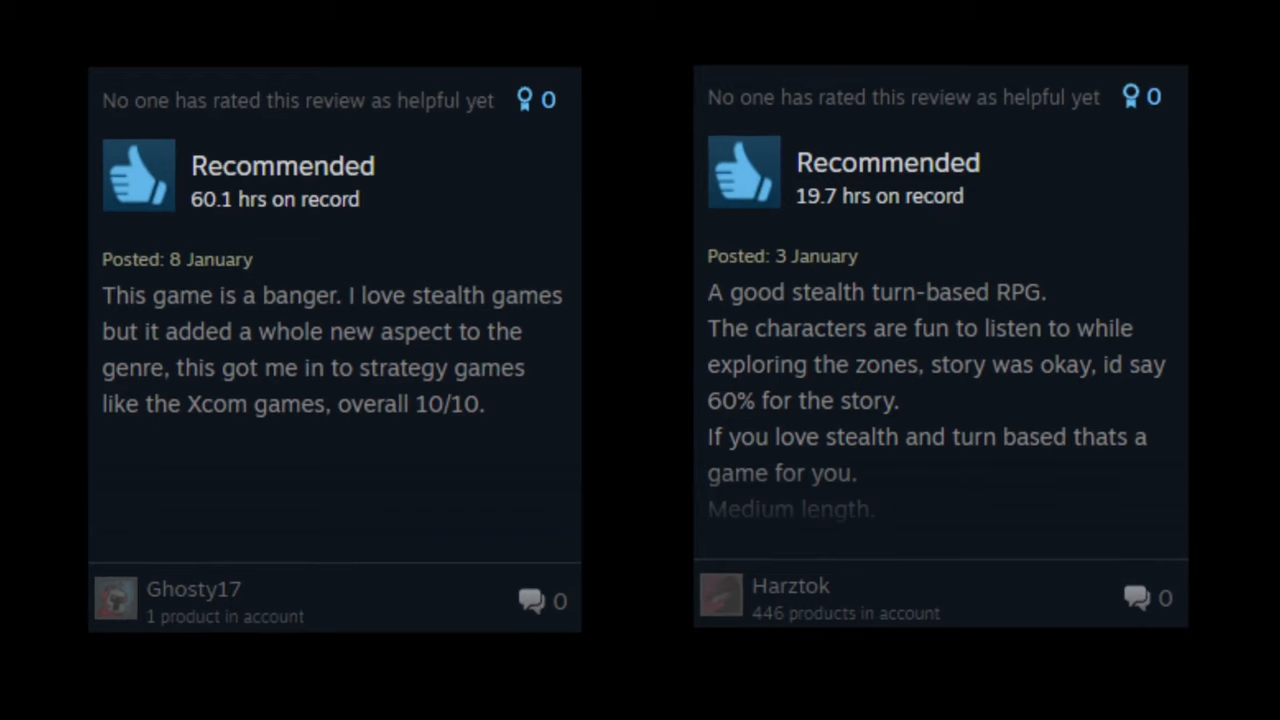 No one has rated this review as helpful yet 0
Recommended
60.1 hrs on record
Posted: 8 January
This game is a banger. I love stealth games
but it added a whole new aspect to the
genre, this got me in to strategy games
like the Xcom games, overall 10/10.
Ghosty17
1 product in account
0
No one has rated this review as helpful yet 0
Recommended
19.7 hrs on record
Posted: 3 January
A good stealth turn-based RPG.
The characters are fun to listen to while
exploring the zones, story was okay, id say
60% for the story.
If you love stealth and turn based thats a
game for you.
Medium length.
Harztok
446 products in account
0